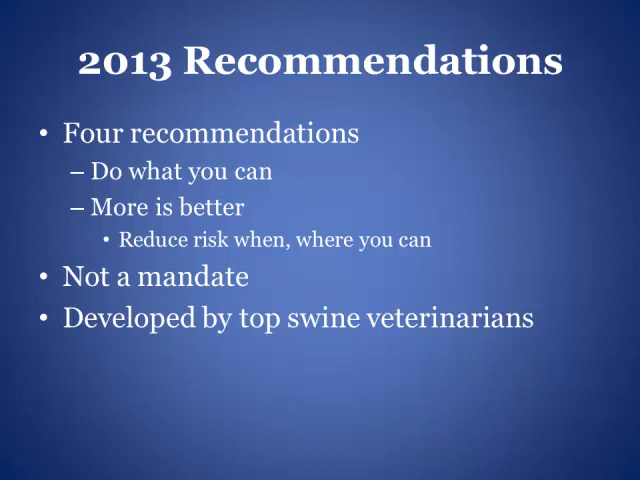 2013 Recommendations
• Four recommendations
– Do what you can
– More is better
• Reduce risk when, where you can
• Not a mandate
• Developed by top swine veterinarians